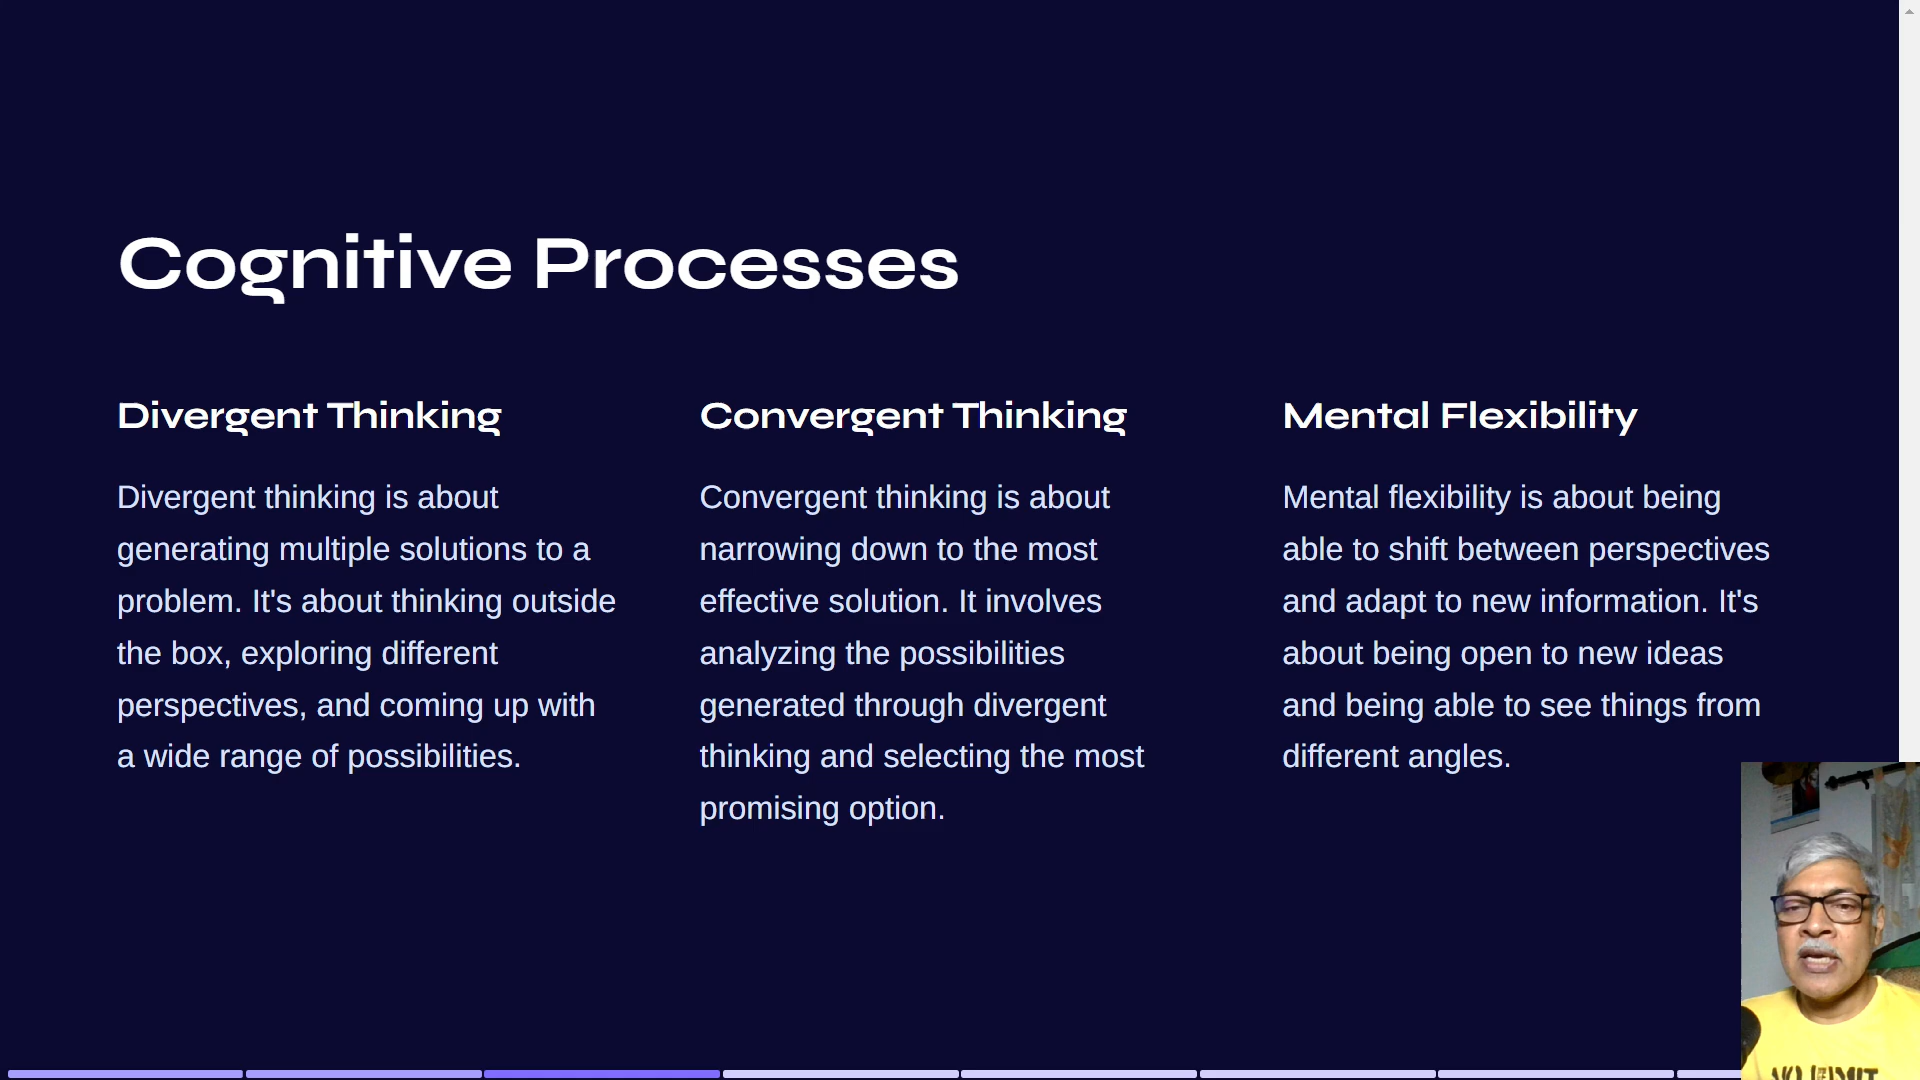 Cognitive Processes
Divergent Thinking
Divergent thinking is about
generating multiple solutions to a
problem. It's about thinking outside
the box, exploring different
perspectives, and coming up with
a wide range of possibilities.
Convergent Thinking
Convergent thinking is about
narrowing down to the most
effective solution. It involves
analyzing the possibilities
generated through divergent
thinking and selecting the most
promising option.
Mental Flexibility
Mental flexibility is about being
able to shift between perspectives
and adapt to new information. It's
about being open to new ideas
and being able to see things from
different angles.